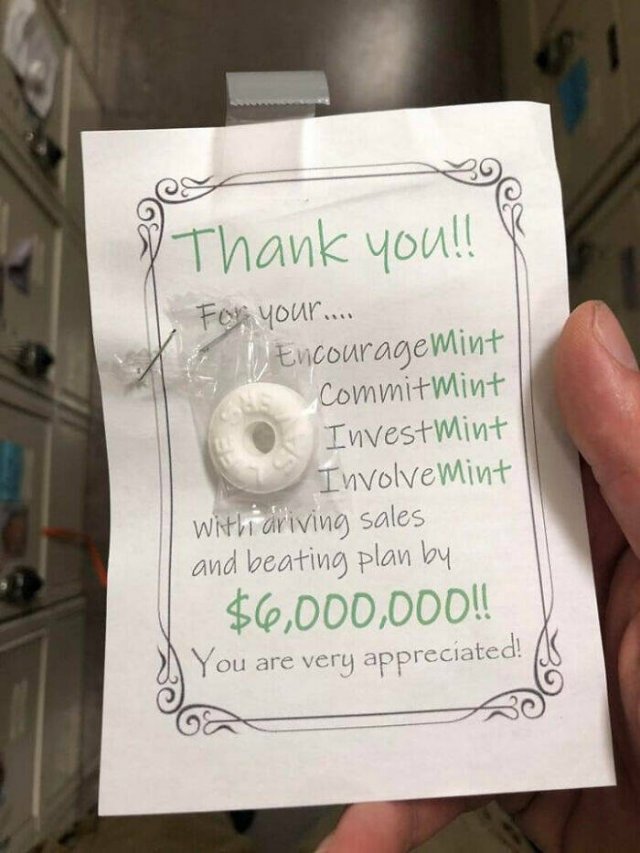 Thank you!!
For your....
EncourageMint
CommitMint
InvestMint
InvolveMint
With driving sales
and beating plan by
$6,000,000!!
You are very appreciated!